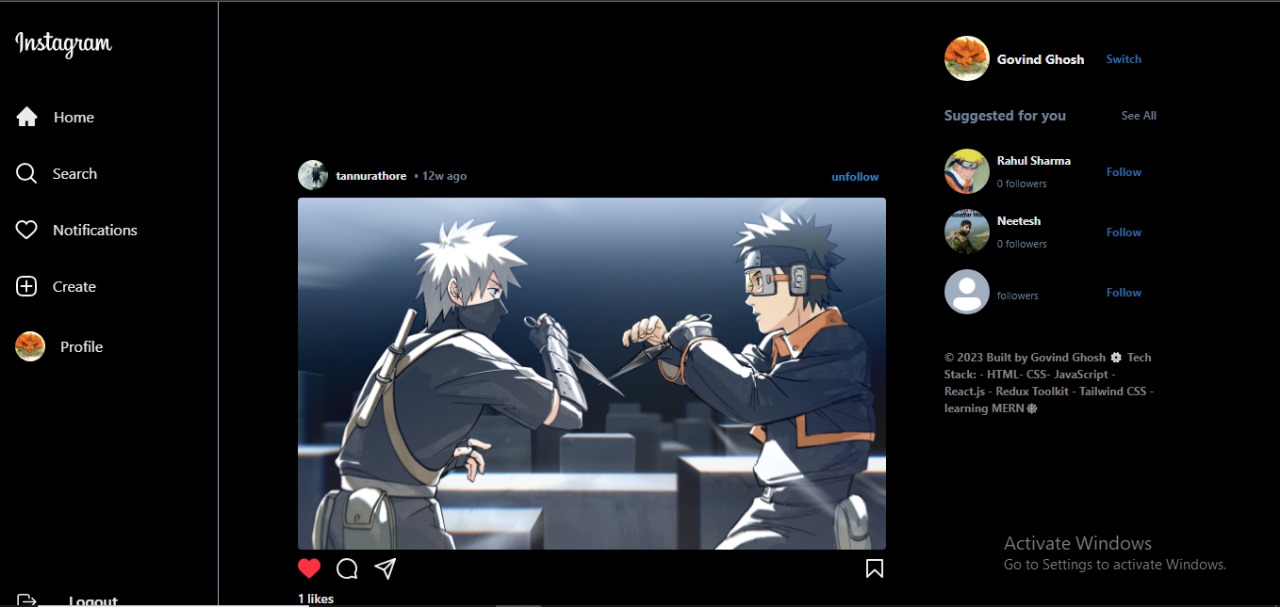 Instagram
Home
Search
Notifications
Create
Profile
Logout
tannurathore • 12w ago
unfollow
1 likes
Govind Ghosh
Switch
Suggested for you
See All
Rahul Sharma
0 followers
Follow
Neetesh
0 followers
Follow
followers
Follow
© 2023 Built by Govind Ghosh Tech
Stack: - HTML- CSS- JavaScript -
React.js - Redux Toolkit - Tailwind CSS -
learning MERN
Activate Windows
Go to Settings to activate Windows.